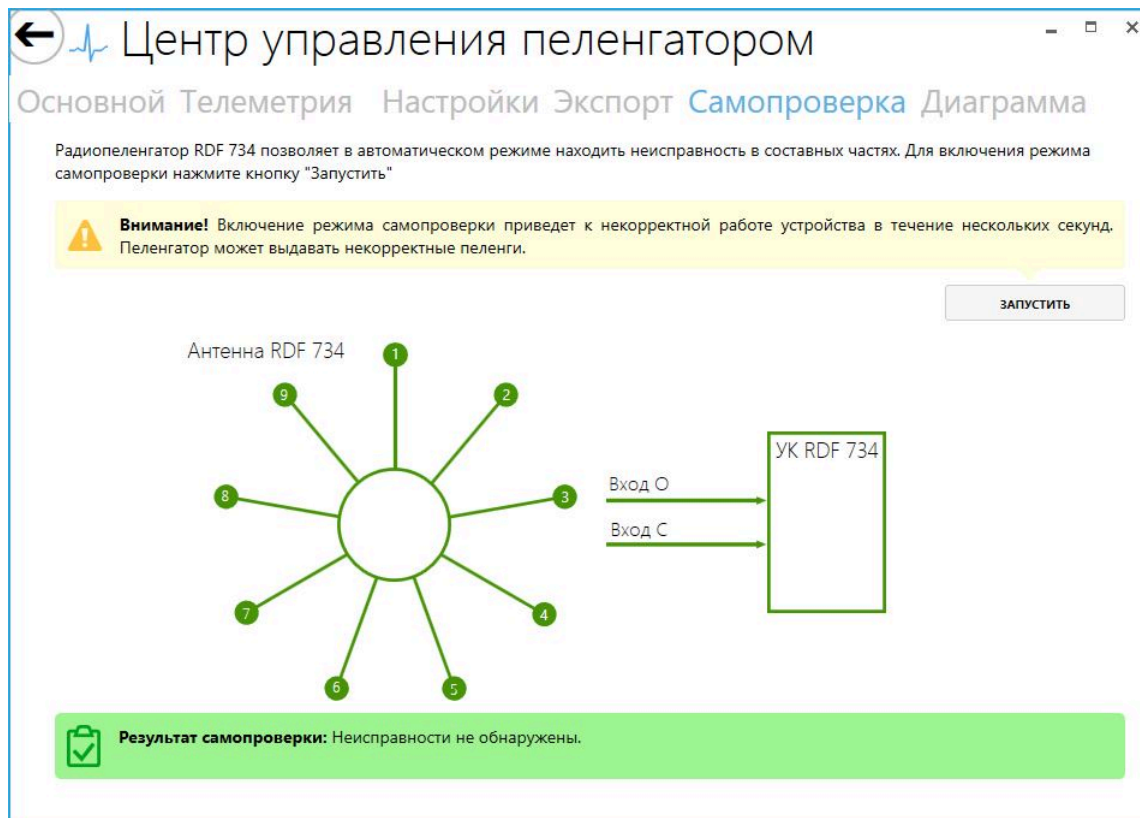 Центр управления пеленгатором
Основной Телеметрия Настройки Экспорт Самопроверка Диаграмма
Радиопеленгатор RDF 734 позволяет в автоматическом режиме находить неисправность в составных частях. Для включения режима
самопроверки нажмите кнопку "Запустить"
Внимание! Включение режима самопроверки приведет к некорректной работе устройства в течение нескольких секунд.
Пеленгатор может выдавать некорректные пеленги.
ЗАПУСТИТЬ
Антенна RDF 734
1
9
2
8
3
7
4
6
5
УК RDF 734
Вход О
Вход С
Результат самопроверки: Неисправности не обнаружены.